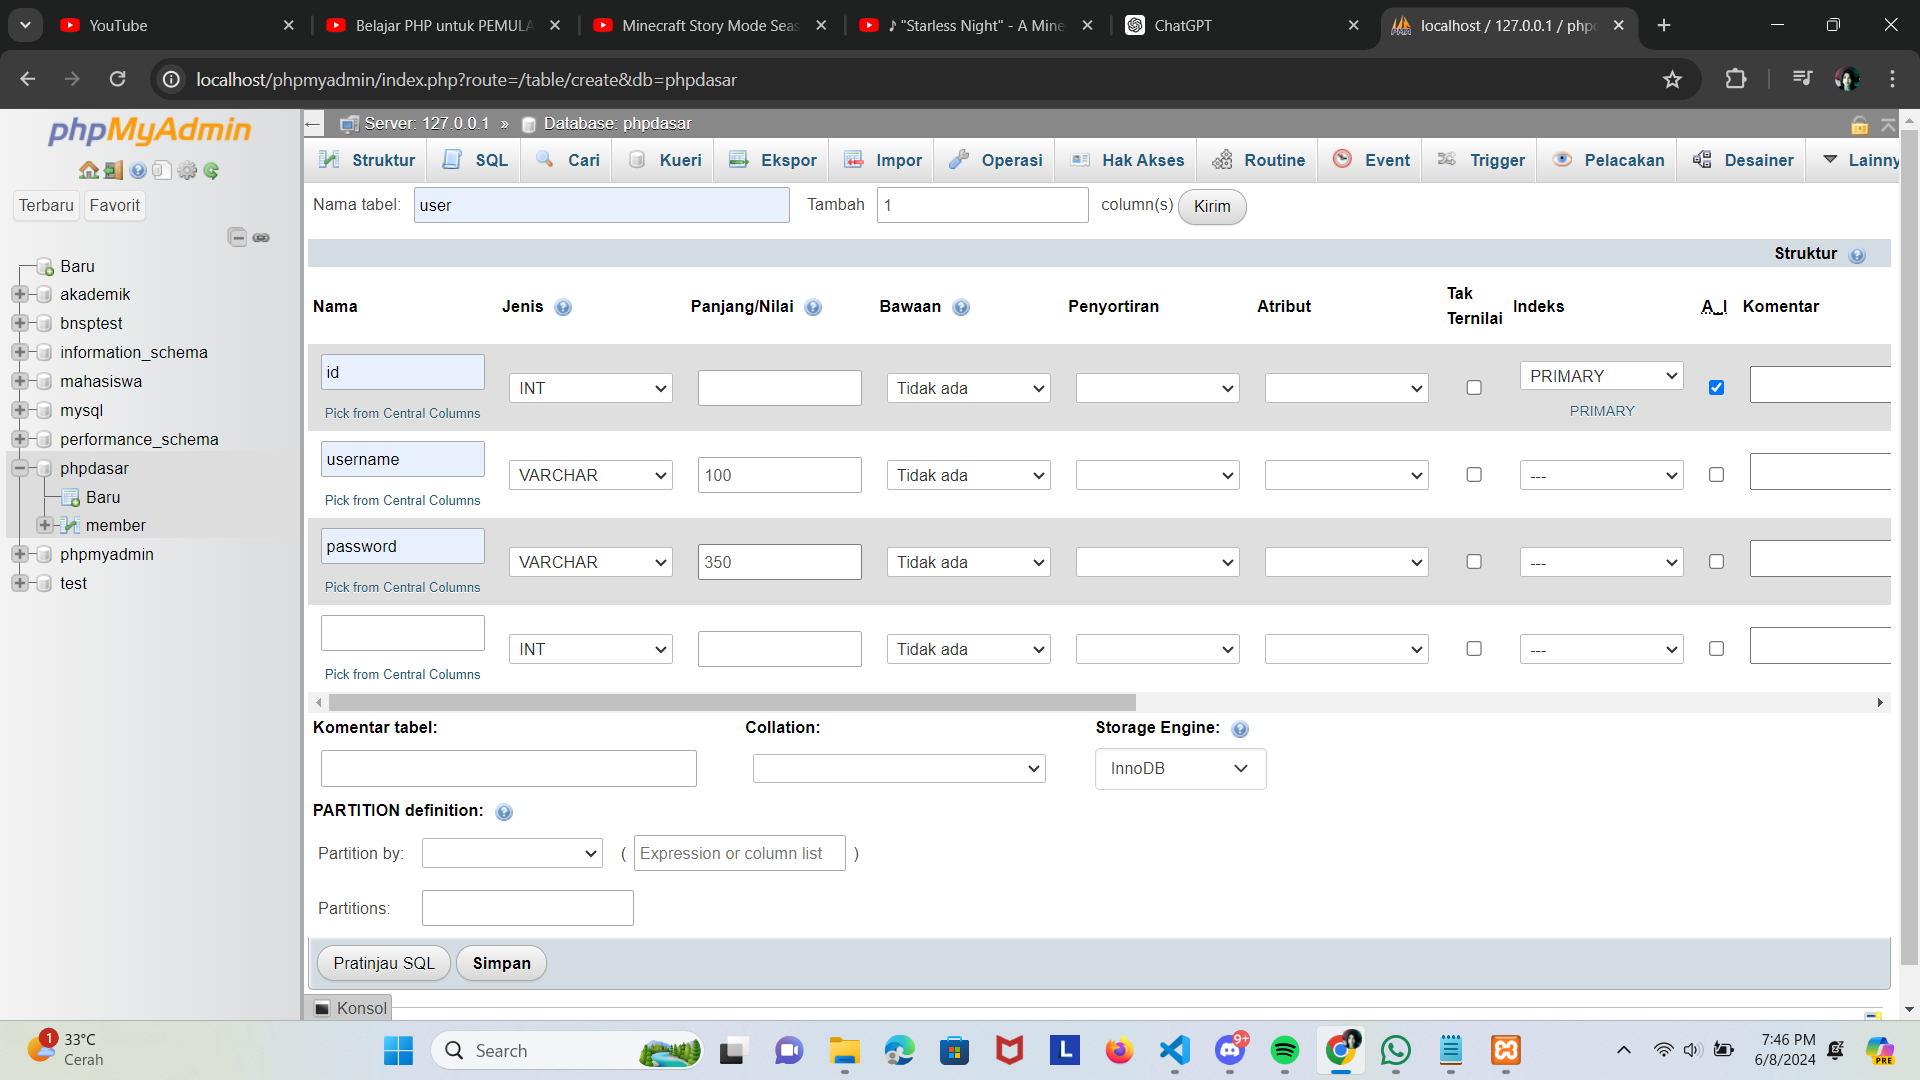 YouTube
Belajar PHP untuk PEMULA
Minecraft Story Mode Seas
♪ "Starless Night" - A Mine
ChatGPT
localhost / 127.0.0.1 / phpd
localhost/phpmyadmin/index.php?route=/table/create&db=phpdasar
phpMyAdmin
Server: 127.0.0.1 » Database: phpdasar
Struktur SQL Cari Kueri Ekspor Impor Operasi Hak Akses Routine Event Trigger Pelacakan Desainer Lainny
Terbaru Favorit
Baru
akademik
bnsptest
information_schema
mahasiswa
mysql
performance_schema
phpdasar
Baru
member
phpmyadmin
test
Nama tabel: user Tambah 1 column(s) Kirim
Struktur
Nama Jenis Panjang/Nilai Bawaan Penyortiran Atribut Tak Ternilai Indeks A_I Komentar
id INT Tidak ada PRIMARY
Pick from Central Columns PRIMARY
username VARCHAR 100 Tidak ada ---
Pick from Central Columns
password VARCHAR 350 Tidak ada ---
Pick from Central Columns
INT Tidak ada ---
Pick from Central Columns
Komentar tabel: Collation: Storage Engine:
InnoDB
PARTITION definition:
Partition by: ( Expression or column list )
Partitions:
Pratinjau SQL Simpan
Konsol
1
33°C
Cerah
Search
L
9+
PRE
7:46 PM
6/8/2024